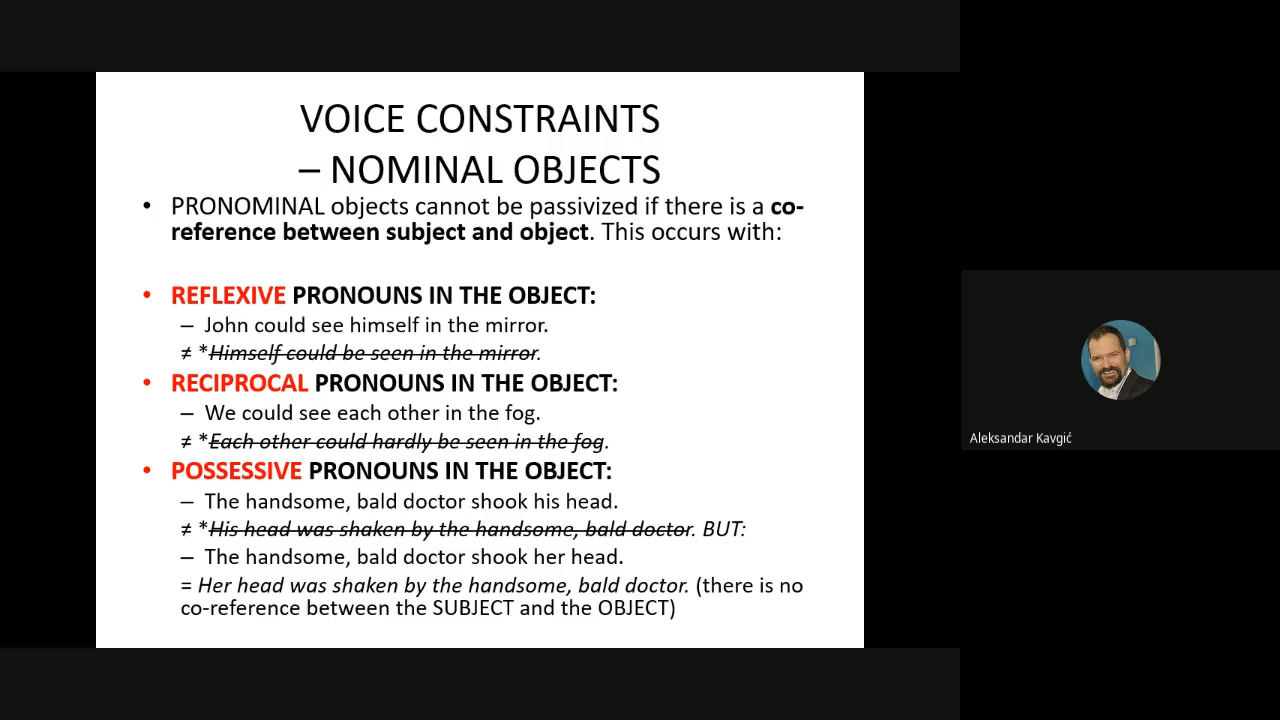 VOICE CONSTRAINTS
– NOMINAL OBJECTS
• PRONOMINAL objects cannot be passivized if there is a co-
reference between subject and object. This occurs with:
• REFLEXIVE PRONOUNS IN THE OBJECT:
– John could see himself in the mirror.
≠ *Himself could be seen in the mirror.
• RECIPROCAL PRONOUNS IN THE OBJECT:
– We could see each other in the fog.
≠ *Each other could hardly be seen in the fog.
• POSSESSIVE PRONOUNS IN THE OBJECT:
– The handsome, bald doctor shook his head.
≠ *His head was shaken by the handsome, bald doctor. BUT:
– The handsome, bald doctor shook her head.
= Her head was shaken by the handsome, bald doctor. (there is no
co-reference between the SUBJECT and the OBJECT)
Aleksandar Kavgić